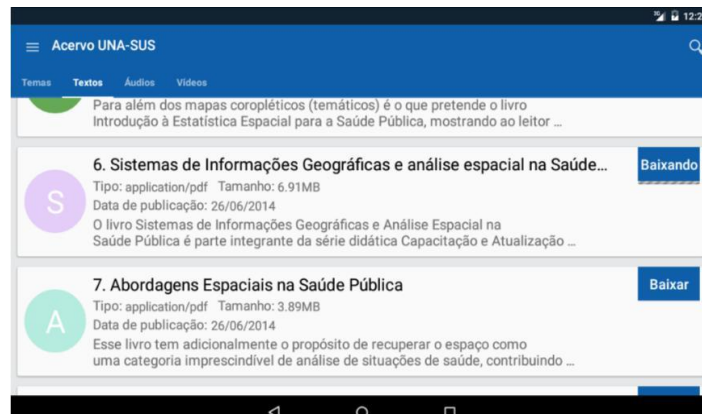 3G 12:2
Acervo UNA-SUS
Temas Textos Áudios Vídeos
Para além dos mapas coropléticos (temáticos) é o que pretende o livro
Introdução à Estatística Espacial para a Saúde Pública, mostrando ao leitor ...
6. Sistemas de Informações Geográficas e análise espacial na Saúde...
Baixando
S
Tipo: application/pdf Tamanho: 6.91MB
Data de publicação: 26/06/2014
O livro Sistemas de Informações Geográficas e Análise Espacial na
Saúde Pública é parte integrante da série didática Capacitação e Atualização ...
7. Abordagens Espaciais na Saúde Pública
Baixar
A
Tipo: application/pdf Tamanho: 3.89MB
Data de publicação: 26/06/2014
Esse livro tem adicionalmente o propósito de recuperar o espaço como
uma categoria imprescindível de análise de situações de saúde, contribuindo ...